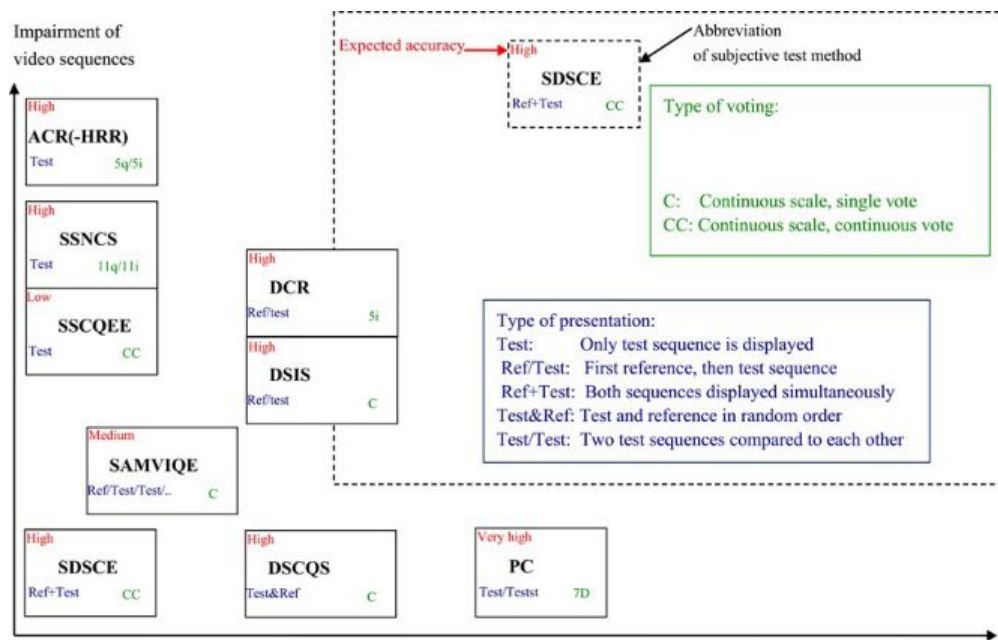 Impairment of
video sequences
Expected accuracy
High
SDSCE
Ref+Test CC
Abbreviation
of subjective test method
High
ACR(-HRR)
Test 5q/5i
Type of voting:
C: Continuous scale, single vote
CC: Continuous scale, continuous vote
High
SSNCS
Test 11q/11i
Low
SSCQEE
Test CC
High
DCR
Ref/test 5i
High
DSIS
Ref/test C
Type of presentation:
Test: Only test sequence is displayed
Ref/Test: First reference, then test sequence
Ref+Test: Both sequences displayed simultaneously
Test&Ref: Test and reference in random order
Test/Test: Two test sequences compared to each other
Medium
SAMVIQE
Ref/Test/Test/.. C
High
SDSCE
Ref+Test CC
High
DSCQS
Test&Ref C
Very high
PC
Test/Testst 7D